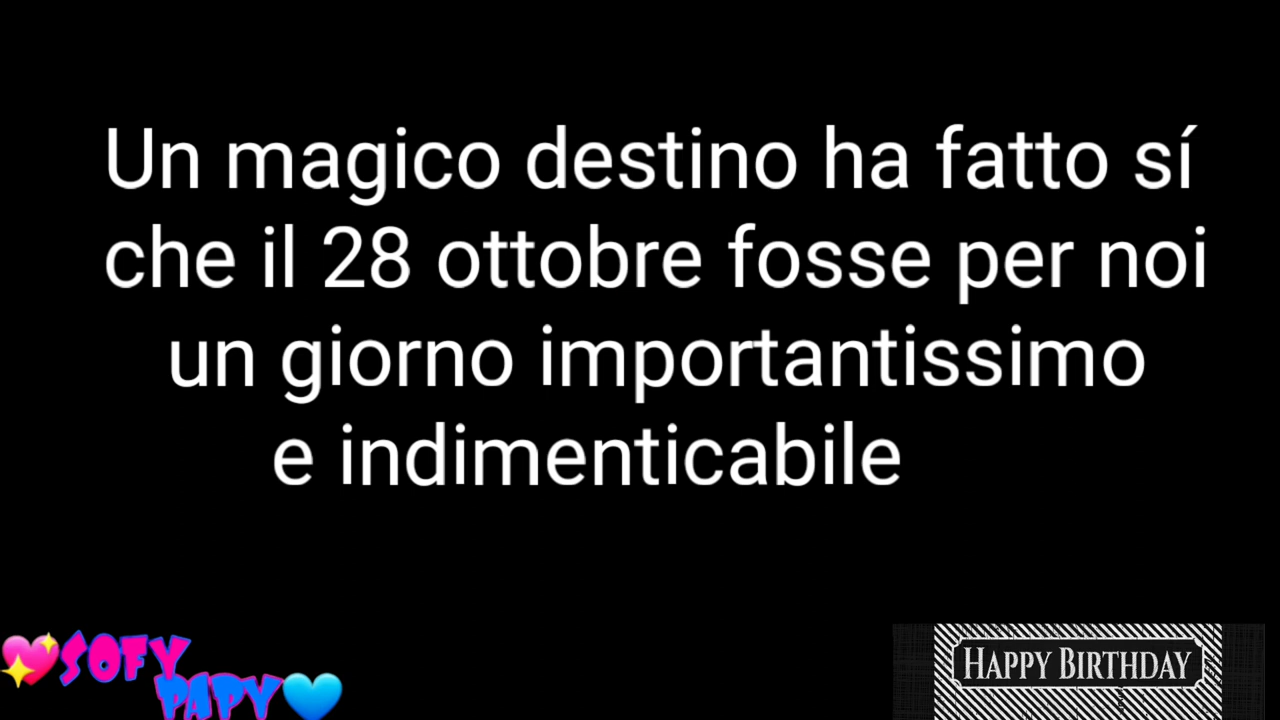 Un magico destino ha fatto sí
che il 28 ottobre fosse per noi
un giorno importantissimo
e indimenticabile
SOFY
PAPY
HAPPY BIRTHDAY